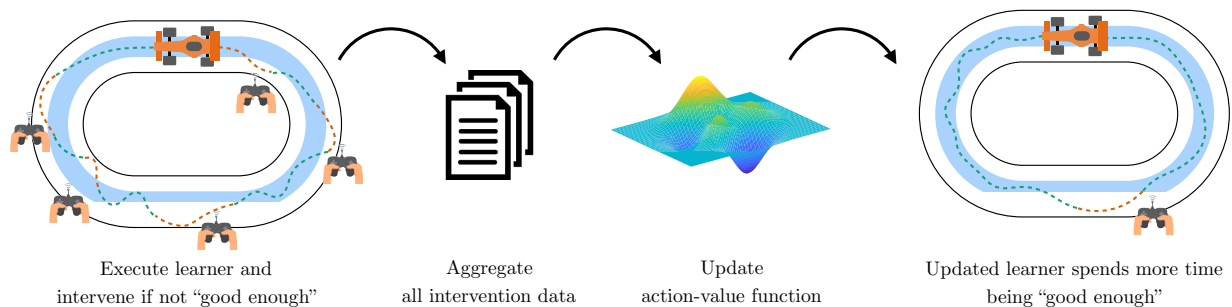 Execute learner and
intervene if not “good enough”
Aggregate
all intervention data
Update
action-value function
Updated learner spends more time
being “good enough”